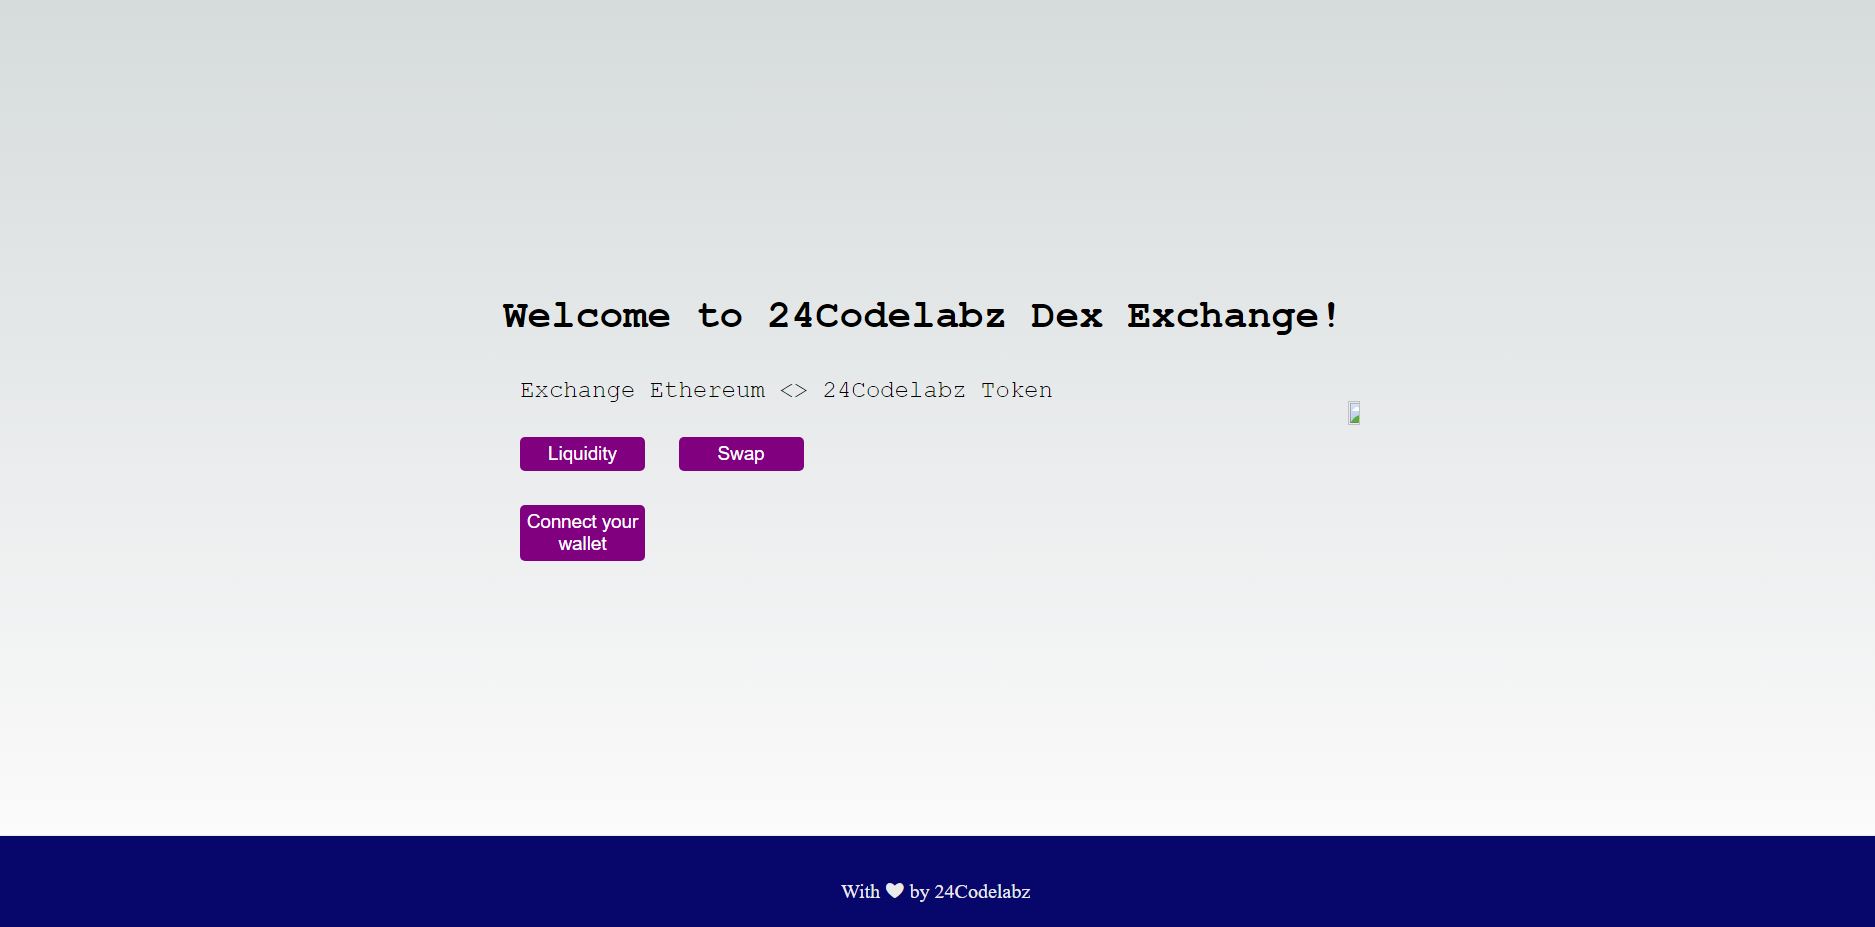 Welcome to 24Codelabz Dex Exchange!
Exchange Ethereum <> 24Codelabz Token
Liquidity
Swap
Connect your
wallet
With ♥ by 24Codelabz